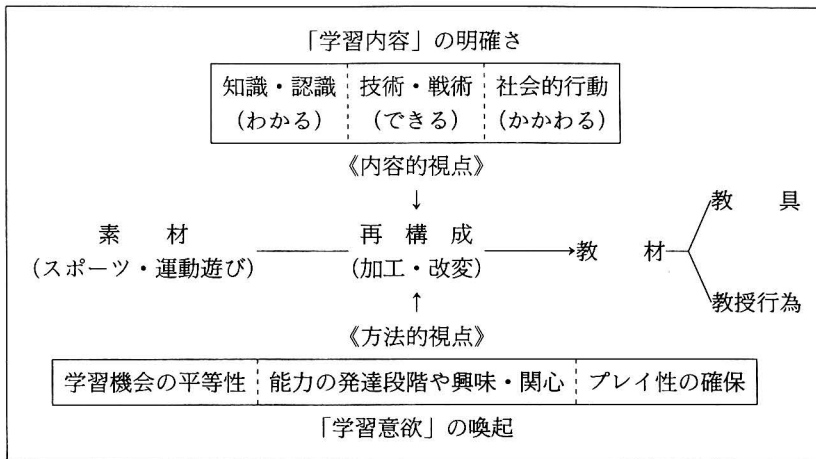 「学習内容」の明確さ
知識・認識 技術・戦術 社会的行動
(わかる) (できる) (かかわる)
《内容的視点》
↓
教 具
素 材 再 構 成 教 材
(スポーツ・運動遊び) (加工・改変)
教授行為
↑
《方法的視点》
学習機会の平等性 能力の発達段階や興味・関心 プレイ性の確保
「学習意欲」の喚起